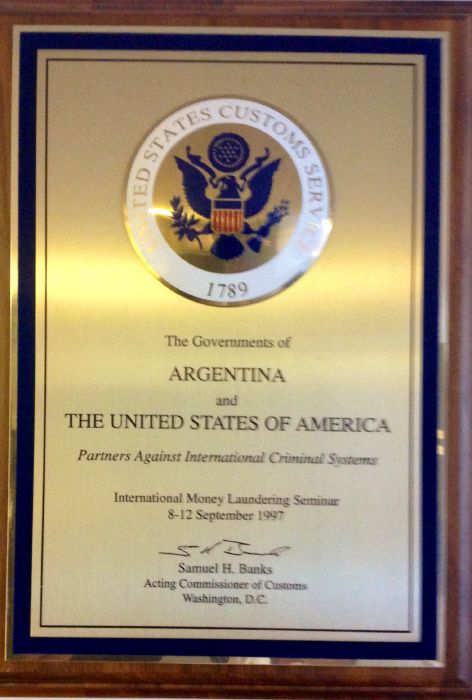 UNITED STATES CUSTOMS SERVICE
1789
The Governments of
ARGENTINA
and
THE UNITED STATES OF AMERICA
Partners Against International Criminal Systems
International Money Laundering Seminar
8-12 September 1997
Samuel H. Banks
Acting Commissioner of Customs
Washington, D.C.